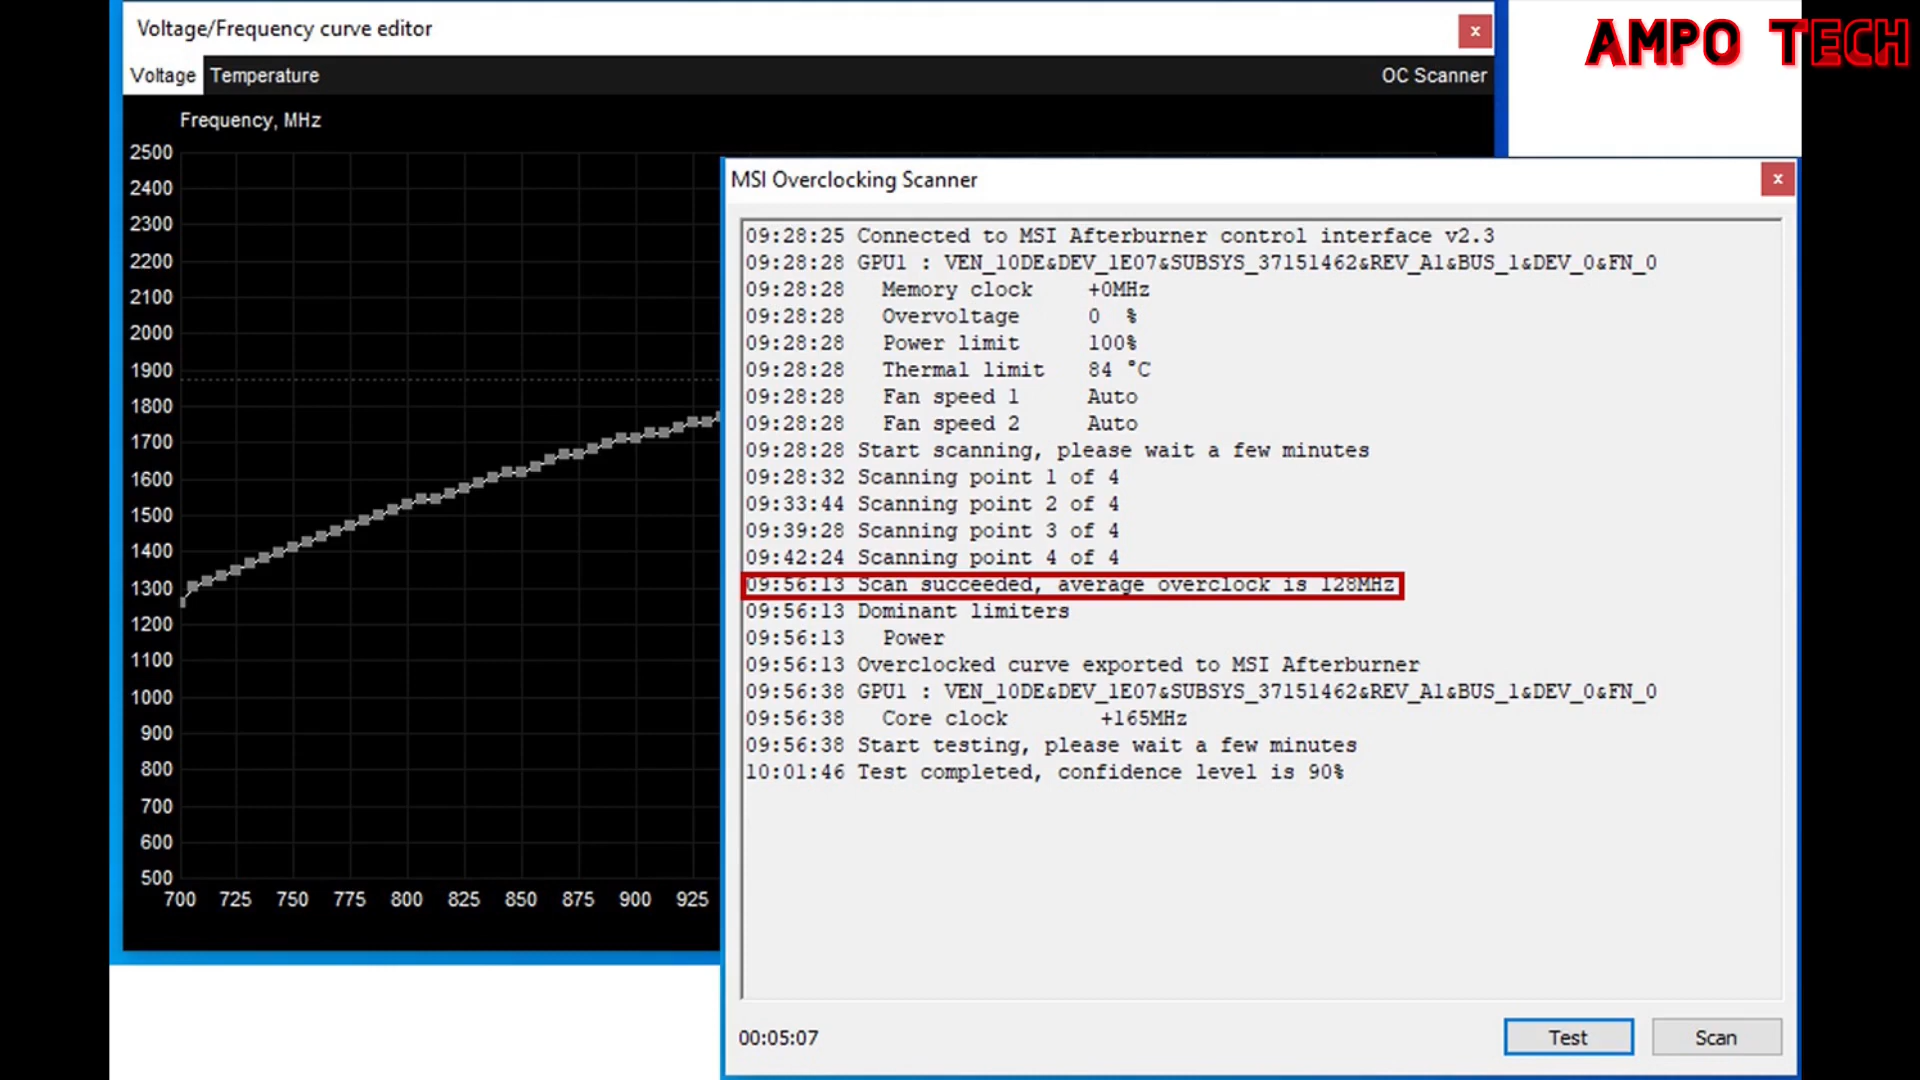 AMPO TECH
Voltage/Frequency curve editor
x
Voltage Temperature OC Scanner
Frequency, MHz
2500
2400
2300
2200
2100
2000
1900
1800
1700
1600
1500
1400
1300
1200
1100
1000
900
800
700
600
500
700 725 750 775 800 825 850 875 900 925
MSI Overclocking Scanner
x
09:28:25 Connected to MSI Afterburner control interface v2.3
09:28:28 GPU1 : VEN_10DE&DEV_1E07&SUBSYS_37151462&REV_A1&BUS_1&DEV_0&FN_0
09:28:28 Memory clock +0MHz
09:28:28 Overvoltage 0 %
09:28:28 Power limit 100%
09:28:28 Thermal limit 84 °C
09:28:28 Fan speed 1 Auto
09:28:28 Fan speed 2 Auto
09:28:28 Start scanning, please wait a few minutes
09:28:32 Scanning point 1 of 4
09:33:44 Scanning point 2 of 4
09:39:28 Scanning point 3 of 4
09:42:24 Scanning point 4 of 4
09:56:13 Scan succeeded, average overclock is 128MHz
09:56:13 Dominant limiters
09:56:13 Power
09:56:13 Overclocked curve exported to MSI Afterburner
09:56:38 GPU1 : VEN_10DE&DEV_1E07&SUBSYS_37151462&REV_A1&BUS_1&DEV_0&FN_0
09:56:38 Core clock +165MHz
09:56:38 Start testing, please wait a few minutes
10:01:46 Test completed, confidence level is 90%
00:05:07
Test
Scan